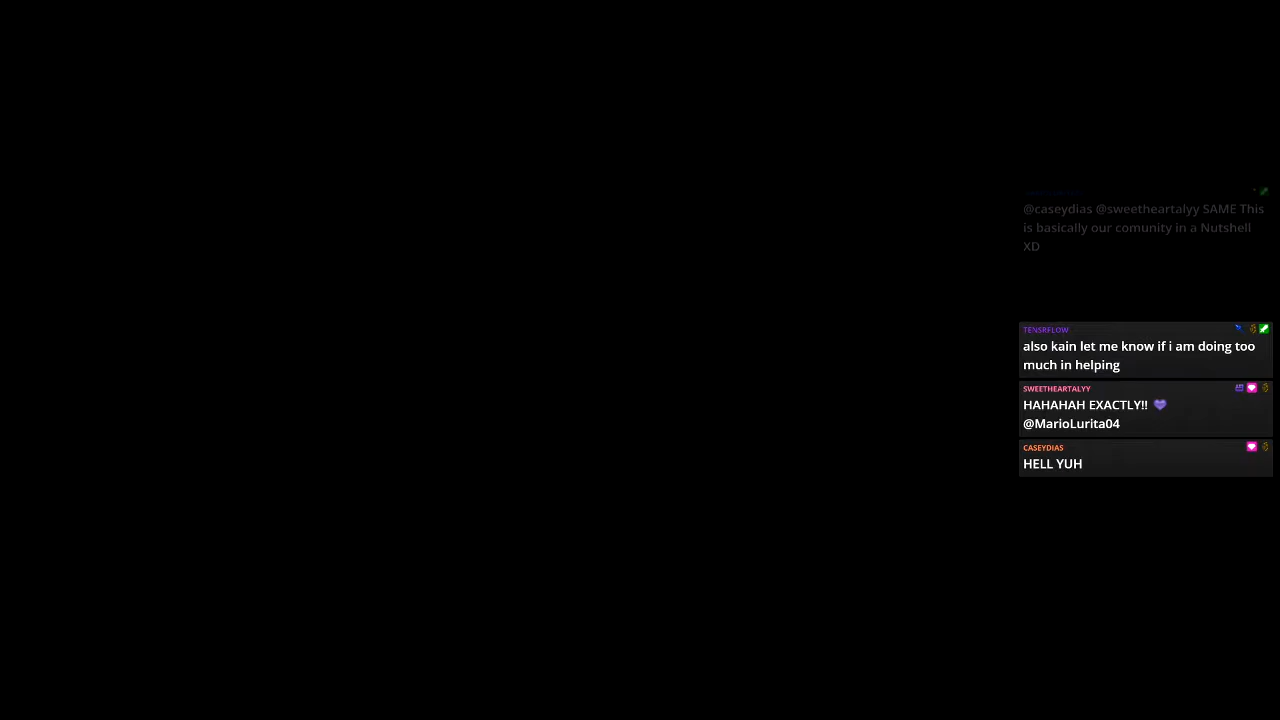 @caseydias @sweetheartalyy SAME This
is basically our comunity in a Nutshell
XD
TENSRFLOW
also kain let me know if i am doing too
much in helping
SWEETHEARTALYY
HAHAHAH EXACTLY!! 💜
@MarioLurita04
CASEYDIAS
HELL YUH